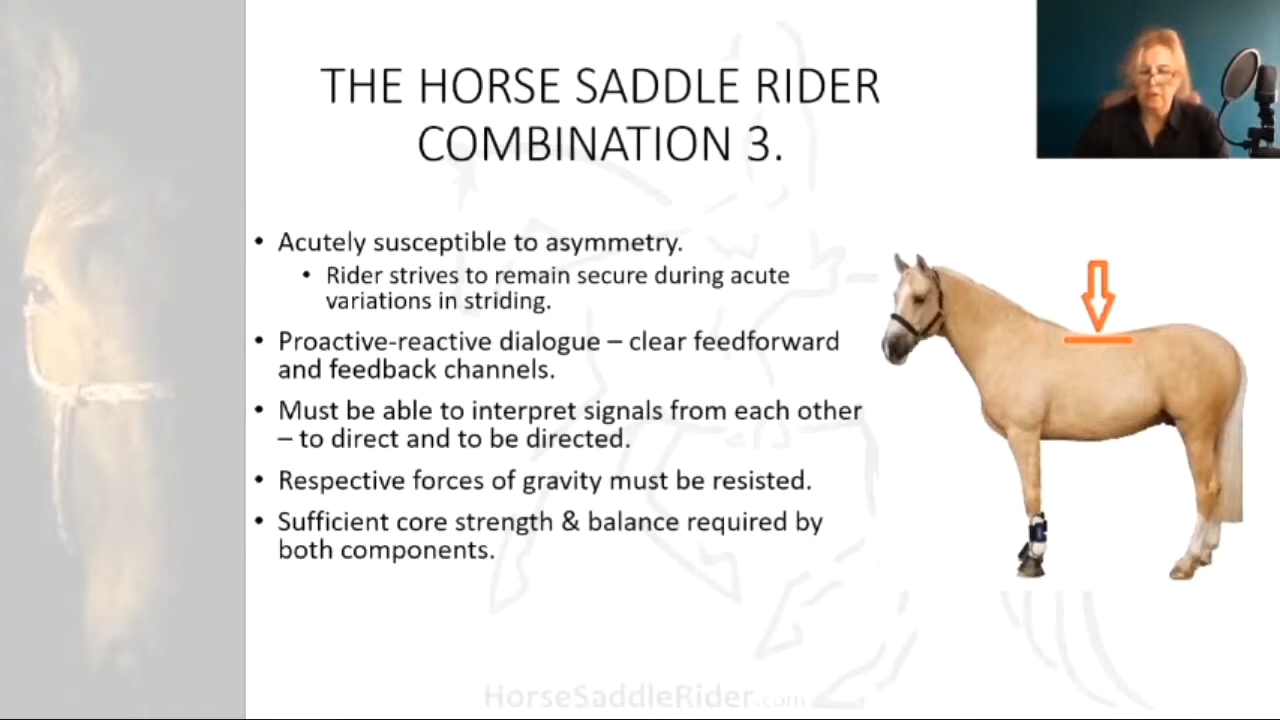 THE HORSE SADDLE RIDER
COMBINATION 3.
• Acutely susceptible to asymmetry.
• Rider strives to remain secure during acute
variations in striding.
• Proactive-reactive dialogue – clear feedforward
and feedback channels.
• Must be able to interpret signals from each other
– to direct and to be directed.
• Respective forces of gravity must be resisted.
• Sufficient core strength & balance required by
both components.
HorseSaddleRider.com